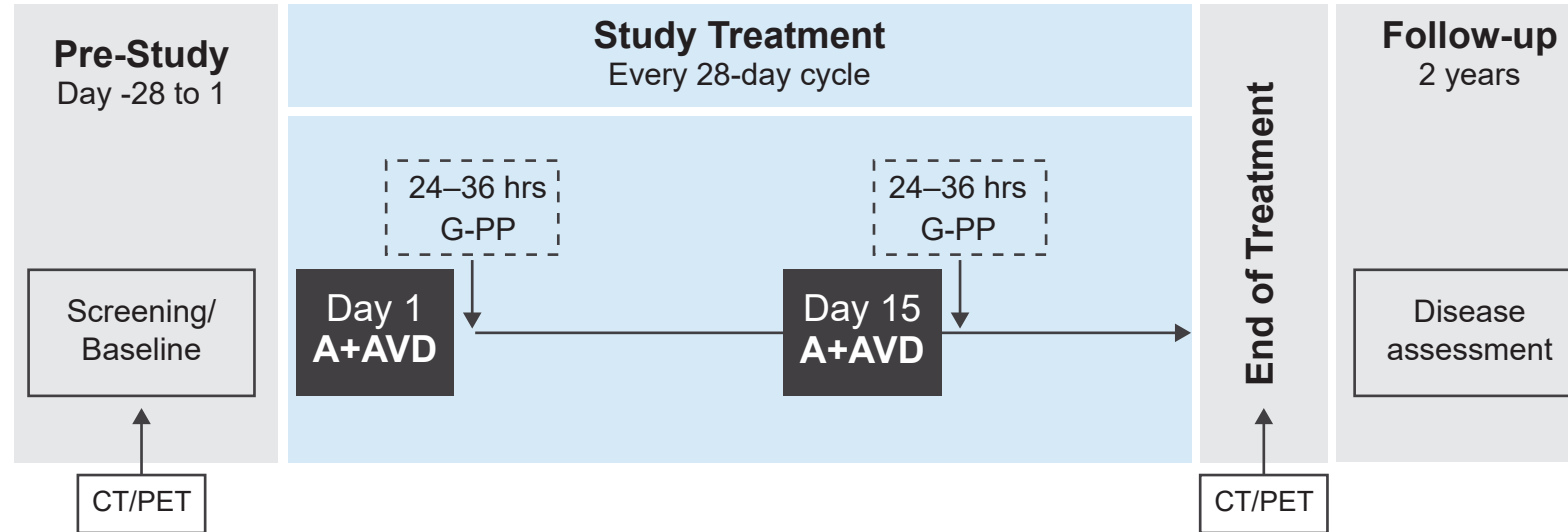 Pre-Study
Day -28 to 1
Screening/
Baseline
CT/PET
Study Treatment
Every 28-day cycle
24–36 hrs
G-PP
Day 1
A+AVD
24–36 hrs
G-PP
Day 15
A+AVD
End of Treatment
CT/PET
Follow-up
2 years
Disease
assessment